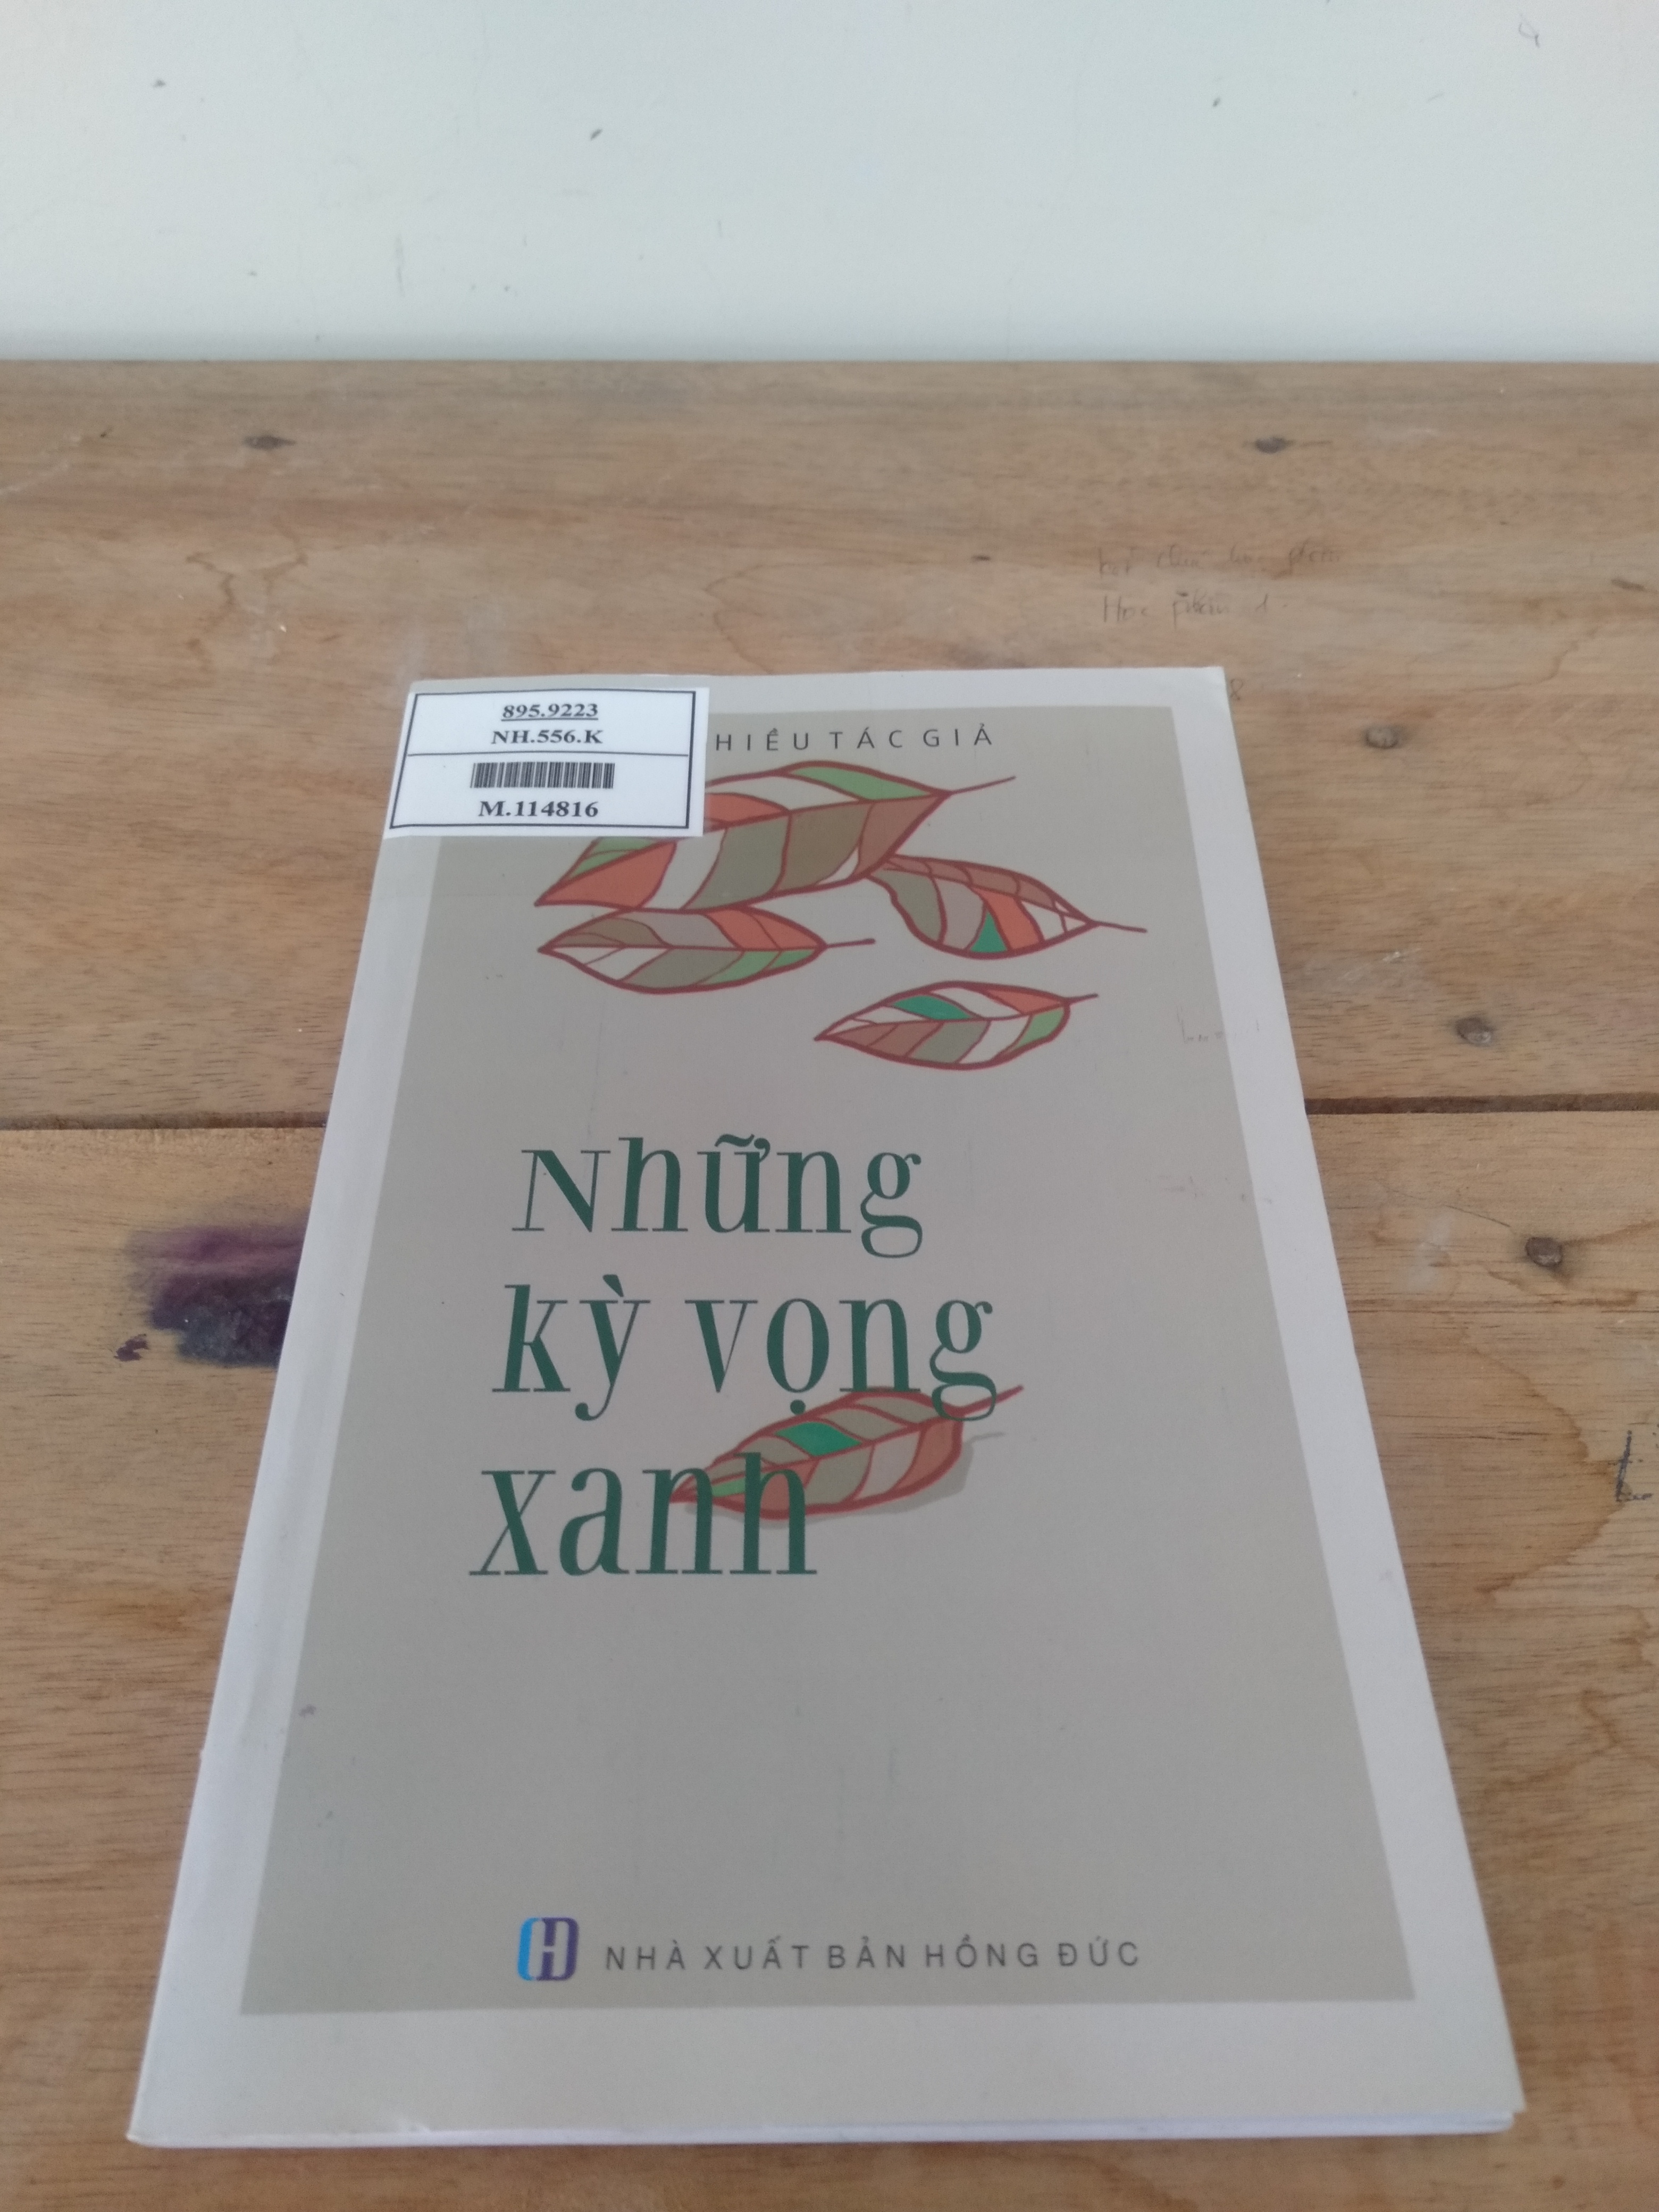 895.9223
NH.556.K
M.114816
HIỀU TÁC GIẢ
Những
kỳ vọng
xanh
NHÀ XUẤT BẢN HỒNG ĐỨC